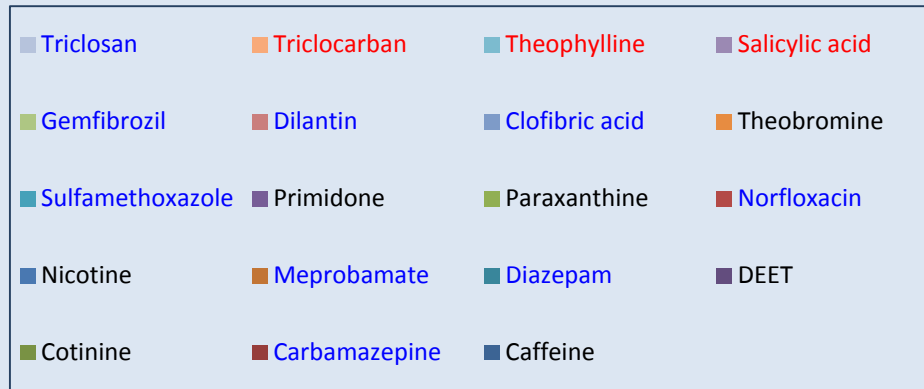 Triclosan Triclocarban Theophylline Salicylic acid
Gemfibrozil Dilantin Clofibric acid Theobromine
Sulfamethoxazole Primidone Paraxanthine Norfloxacin
Nicotine Meprobamate Diazepam DEET
Cotinine Carbamazepine Caffeine